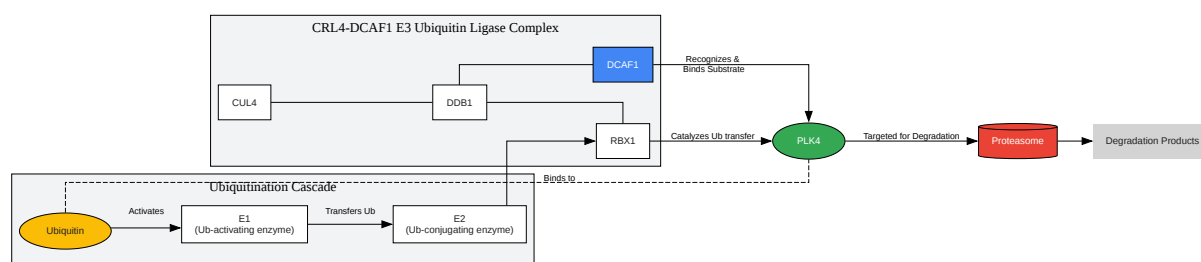 CRL4-DCAF1 E3 Ubiquitin Ligase Complex
DCAF1
Recognizes &
Binds Substrate
CUL4
DDB1
RBX1
Catalyzes Ub transfer
PLK4
Targeted for Degradation
Proteasome
Degradation Products
Binds to
Ubiquitination Cascade
Ubiquitin
Activates
E1
(Ub-activating enzyme)
Transfers Ub
E2
(Ub-conjugating enzyme)